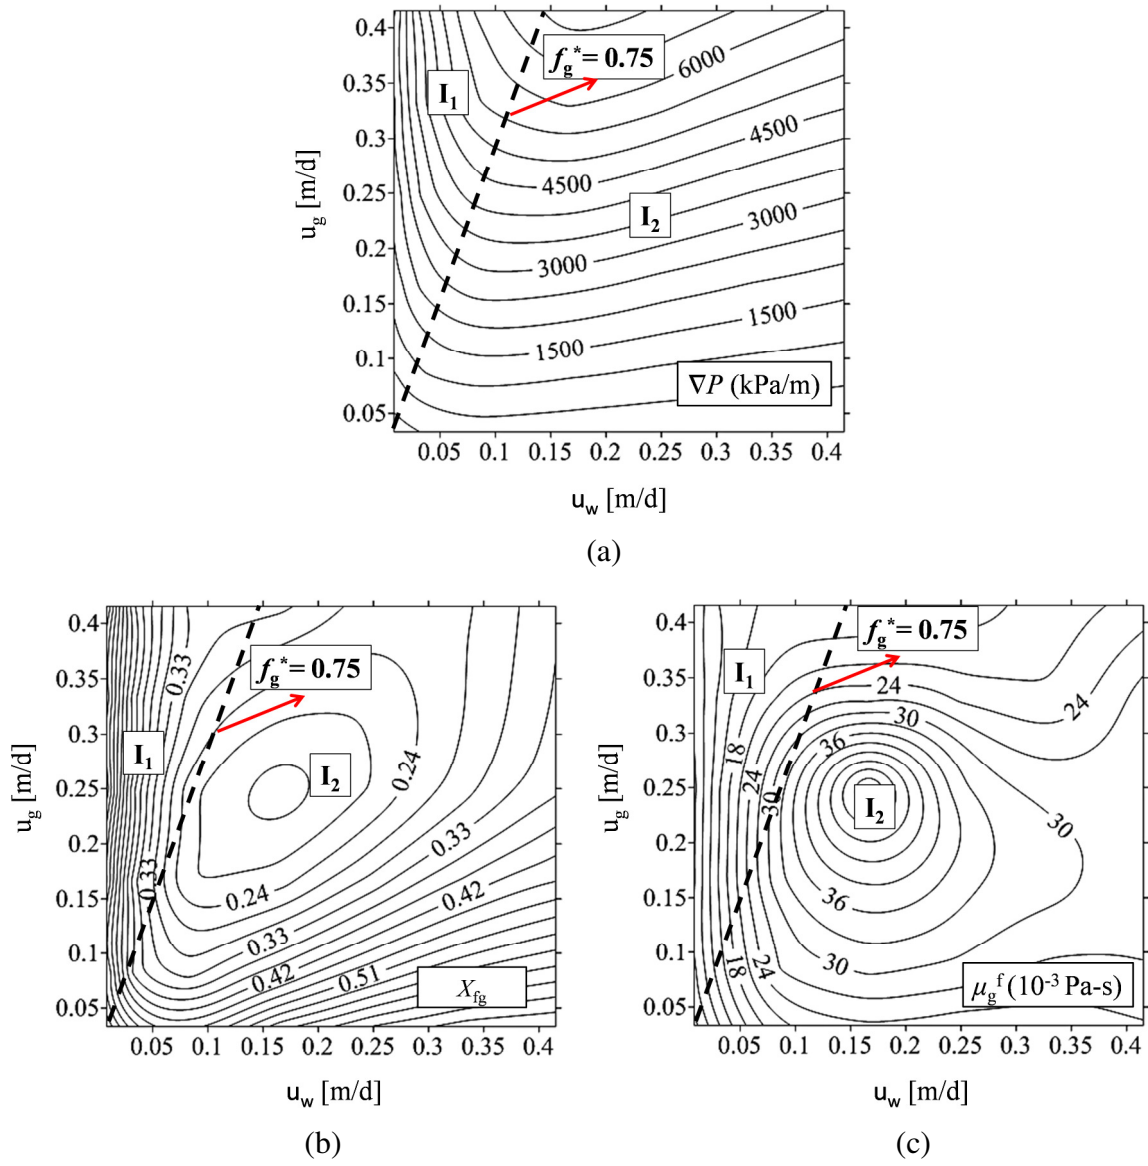 0.4
0.35
0.3
0.25
0.2
0.15
0.1
0.05
u_g [m/d]
I_1
f_g^* = 0.75
6000
4500
4500
I_2
3000
3000
1500
1500
∇P (kPa/m)
0.05 0.1 0.15 0.2 0.25 0.3 0.35 0.4
u_w [m/d]
(a)
0.4
0.35
0.3
0.25
0.2
0.15
0.1
0.05
u_g [m/d]
0.33
f_g^* = 0.75
I_1
I_2
0.24
0.33
0.33
0.24
0.42
0.33
0.42
0.51
X_fg
0.05 0.1 0.15 0.2 0.25 0.3 0.35 0.4
u_w [m/d]
(b)
0.4
0.35
0.3
0.25
0.2
0.15
0.1
0.05
u_g [m/d]
f_g^* = 0.75
I_1
24
24
30
18
36
24
30
I_2
30
36
18
24
30
μ_g^f (10^-3 Pa-s)
0.05 0.1 0.15 0.2 0.25 0.3 0.35 0.4
u_w [m/d]
(c)